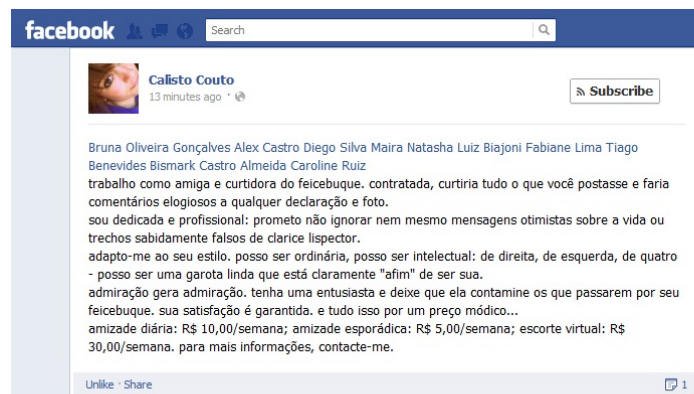 facebook Search
Calisto Couto
13 minutes ago ·
Subscribe
Bruna Oliveira Gonçalves Alex Castro Diego Silva Maira Natasha Luiz Biajoni Fabiane Lima Tiago
Benevides Bismark Castro Almeida Caroline Ruiz
trabalho como amiga e curtidora do feicebuque. contratada, curtiria tudo o que você postasse e faria
comentários elogiosos a qualquer declaração e foto.
sou dedicada e profissional: prometo não ignorar nem mesmo mensagens otimistas sobre a vida ou
trechos sabidamente falsos de clarice lispector.
adapto-me ao seu estilo. posso ser ordinária, posso ser intelectual: de direita, de esquerda, de quatro
- posso ser uma garota linda que está claramente "afim" de ser sua.
admiração gera admiração. tenha uma entusiasta e deixe que ela contamine os que passarem por seu
feicebuque. sua satisfação é garantida. e tudo isso por um preço módico...
amizade diária: R$ 10,00/semana; amizade esporádica: R$ 5,00/semana; escorte virtual: R$
30,00/semana. para mais informações, contacte-me.
Unlike · Share 1